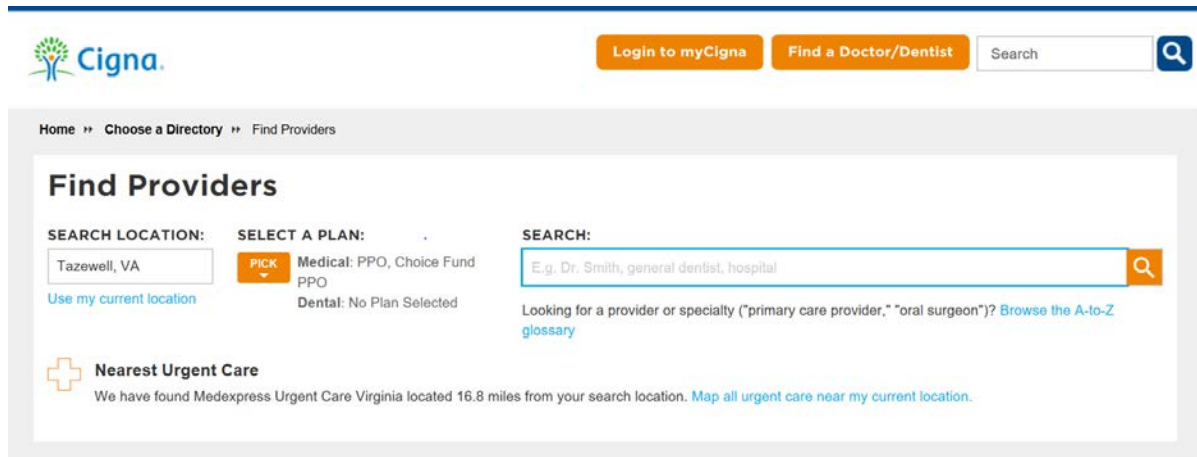 Cigna.
Login to myCigna
Find a Doctor/Dentist
Search
Home » Choose a Directory » Find Providers
Find Providers
SEARCH LOCATION:
Tazewell, VA
Use my current location
SELECT A PLAN:
PICK
Medical: PPO, Choice Fund
PPO
Dental: No Plan Selected
SEARCH:
E.g. Dr. Smith, general dentist, hospital
Looking for a provider or specialty ("primary care provider," "oral surgeon")? Browse the A-to-Z
glossary
Nearest Urgent Care
We have found Medexpress Urgent Care Virginia located 16.8 miles from your search location. Map all urgent care near my current location.